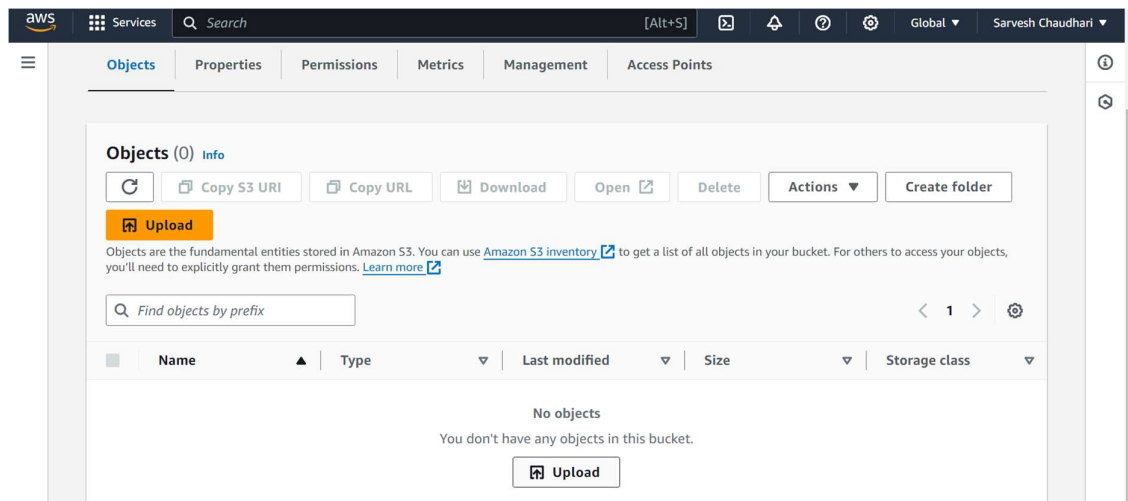 aws Services Search [Alt+S] Global ▼ Sarvesh Chaudhari ▼
Objects Properties Permissions Metrics Management Access Points
Objects (0) Info
Copy S3 URI Copy URL Download Open Delete Actions ▼ Create folder
Upload
Objects are the fundamental entities stored in Amazon S3. You can use Amazon S3 inventory to get a list of all objects in your bucket. For others to access your objects,
you'll need to explicitly grant them permissions. Learn more
Find objects by prefix 1
Name Type Last modified Size Storage class
No objects
You don't have any objects in this bucket.
Upload